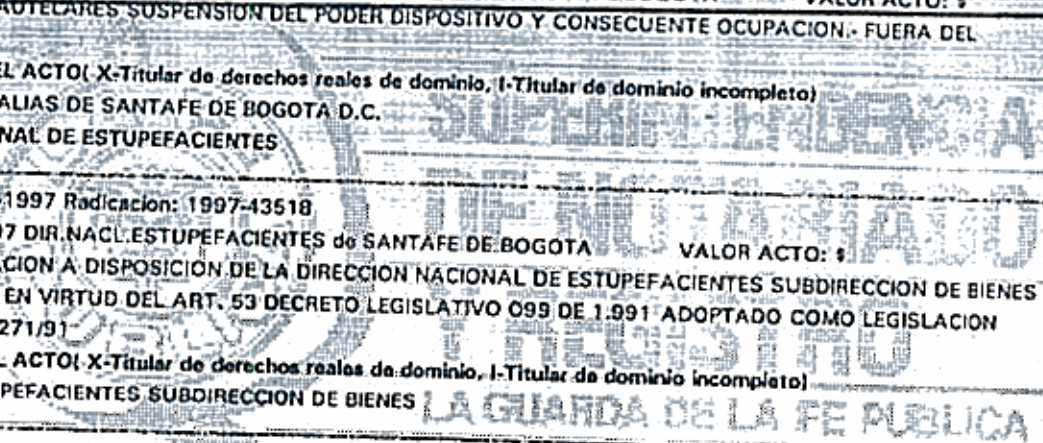 AUTELARES SUSPENSION DEL PODER DISPOSITIVO Y CONSECUENTE OCUPACION.- FUERA DEL
EL ACTO( X-Titular de derechos reales de dominio, I-Titular de dominio incompleto)
ALIAS DE SANTAFE DE BOGOTA D.C.
NAL DE ESTUPEFACIENTES
1997 Radicacion: 1997-43518
97 DIR.NACL.ESTUPEFACIENTES de SANTAFE DE BOGOTA VALOR ACTO: $
ACION A DISPOSICION DE LA DIRECCION NACIONAL DE ESTUPEFACIENTES SUBDIRECCION DE BIENES
EN VIRTUD DEL ART. 53 DECRETO LEGISLATIVO O99 DE 1.991 ADOPTADO COMO LEGISLACION
271/91
L ACTO( X-Titular de derechos reales de dominio, I-Titular de dominio incompleto)
PEFACIENTES SUBDIRECCION DE BIENES
LA GUARDA DE LA FE PUBLICA